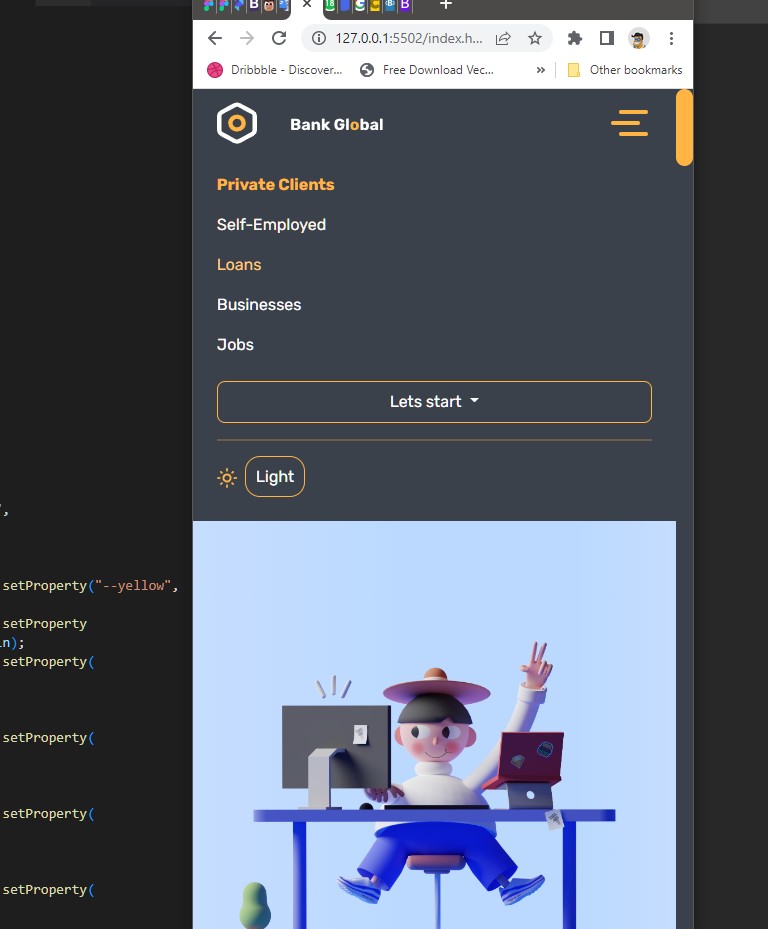 127.0.0.1:5502/index.h...
Dribbble - Discover...
Free Download Vec...
»
Other bookmarks
Bank Global
Private Clients
Self-Employed
Loans
Businesses
Jobs
Lets start
Light
,
setProperty("--yellow",
setProperty
n);
setProperty(
setProperty(
setProperty(
setProperty(